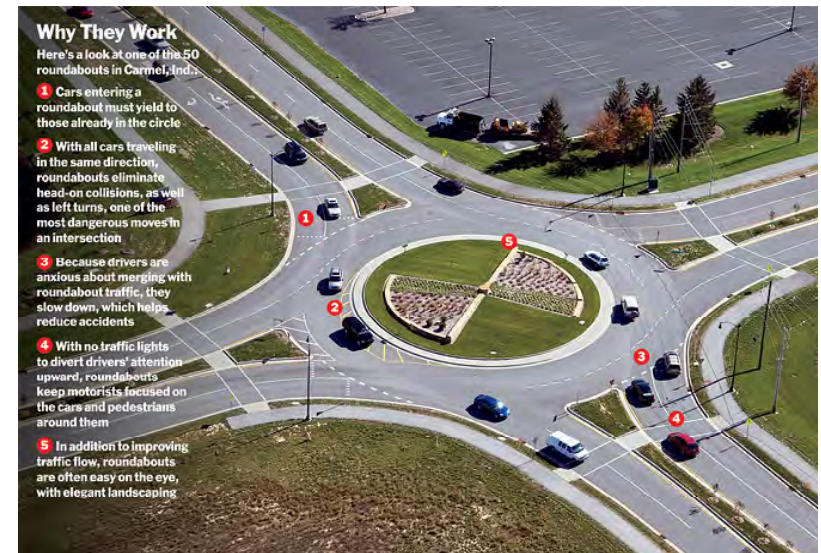 Why They Work
Here's a look at one of the 50
roundabouts in Carmel, Ind.:
1 Cars entering a
roundabout must yield to
those already in the circle
2 With all cars traveling
in the same direction,
roundabouts eliminate
head-on collisions, as well
as left turns, one of the
most dangerous moves in
an intersection
3 Because drivers are
anxious about merging with
roundabout traffic, they
slow down, which helps
reduce accidents
4 With no traffic lights
to divert drivers' attention
upward, roundabouts
keep motorists focused on
the cars and pedestrians
around them
5 In addition to improving
traffic flow, roundabouts
are often easy on the eye,
with elegant landscaping
1
2
3
4
5